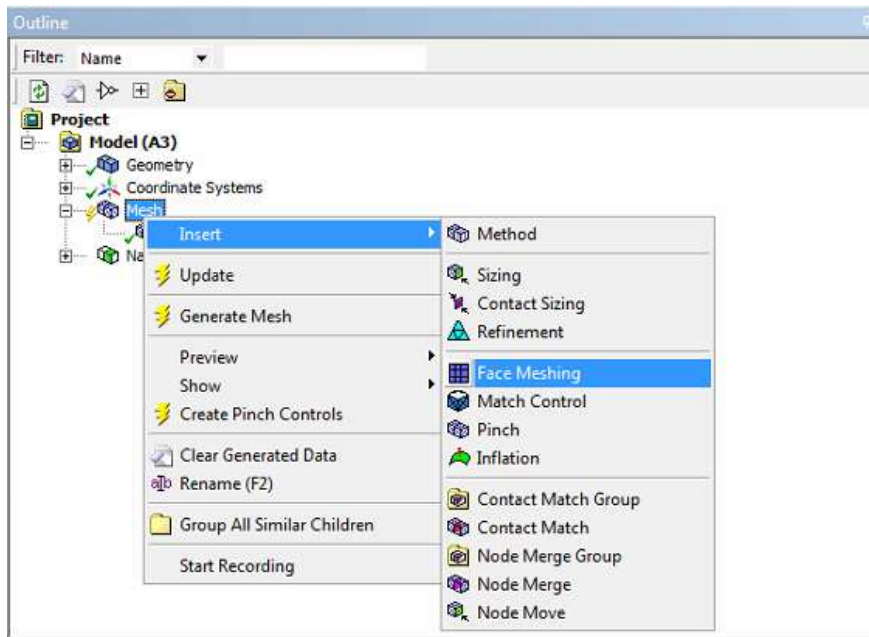 Outline
Filter: Name
Project
Model (A3)
Geometry
Coordinate Systems
Mesh
Na
Insert
Update
Generate Mesh
Preview
Show
Create Pinch Controls
Clear Generated Data
Rename (F2)
Group All Similar Children
Start Recording
Method
Sizing
Contact Sizing
Refinement
Face Meshing
Match Control
Pinch
Inflation
Contact Match Group
Contact Match
Node Merge Group
Node Merge
Node Move